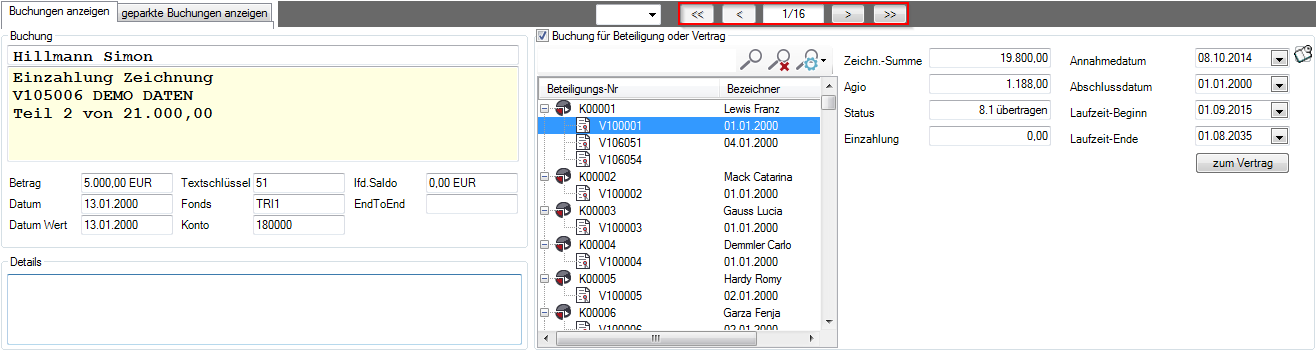 Buchungen anzeigen geparkte Buchungen anzeigen << < 1/16 > >>
Buchung
Hillmann Simon
Einzahlung Zeichnung
V105006 DEMO DATEN
Teil 2 von 21.000,00
Betrag 5.000,00 EUR Textschlüssel 51 lfd.Saldo 0,00 EUR
Datum 13.01.2000 Fonds TRI1 EndToEnd
Datum Wert 13.01.2000 Konto 180000
Details
Buchung für Beteiligung oder Vertrag
Beteiligungs-Nr Bezeichner
K00001 Lewis Franz
V100001 01.01.2000
V106051 04.01.2000
V106054
K00002 Mack Catarina
V100002 01.01.2000
K00003 Gauss Lucia
V100003 01.01.2000
K00004 Demmler Carlo
V100004 01.01.2000
K00005 Hardy Romy
V100005 02.01.2000
K00006 Garza Fenja
V100006 02.01.2000
Zeichn.-Summe 19.800,00 Annahmedatum 08.10.2014
Agio 1.188,00 Abschlussdatum 01.01.2000
Status 8.1 übertragen Laufzeit-Beginn 01.09.2015
Einzahlung 0,00 Laufzeit-Ende 01.08.2035
zum Vertrag